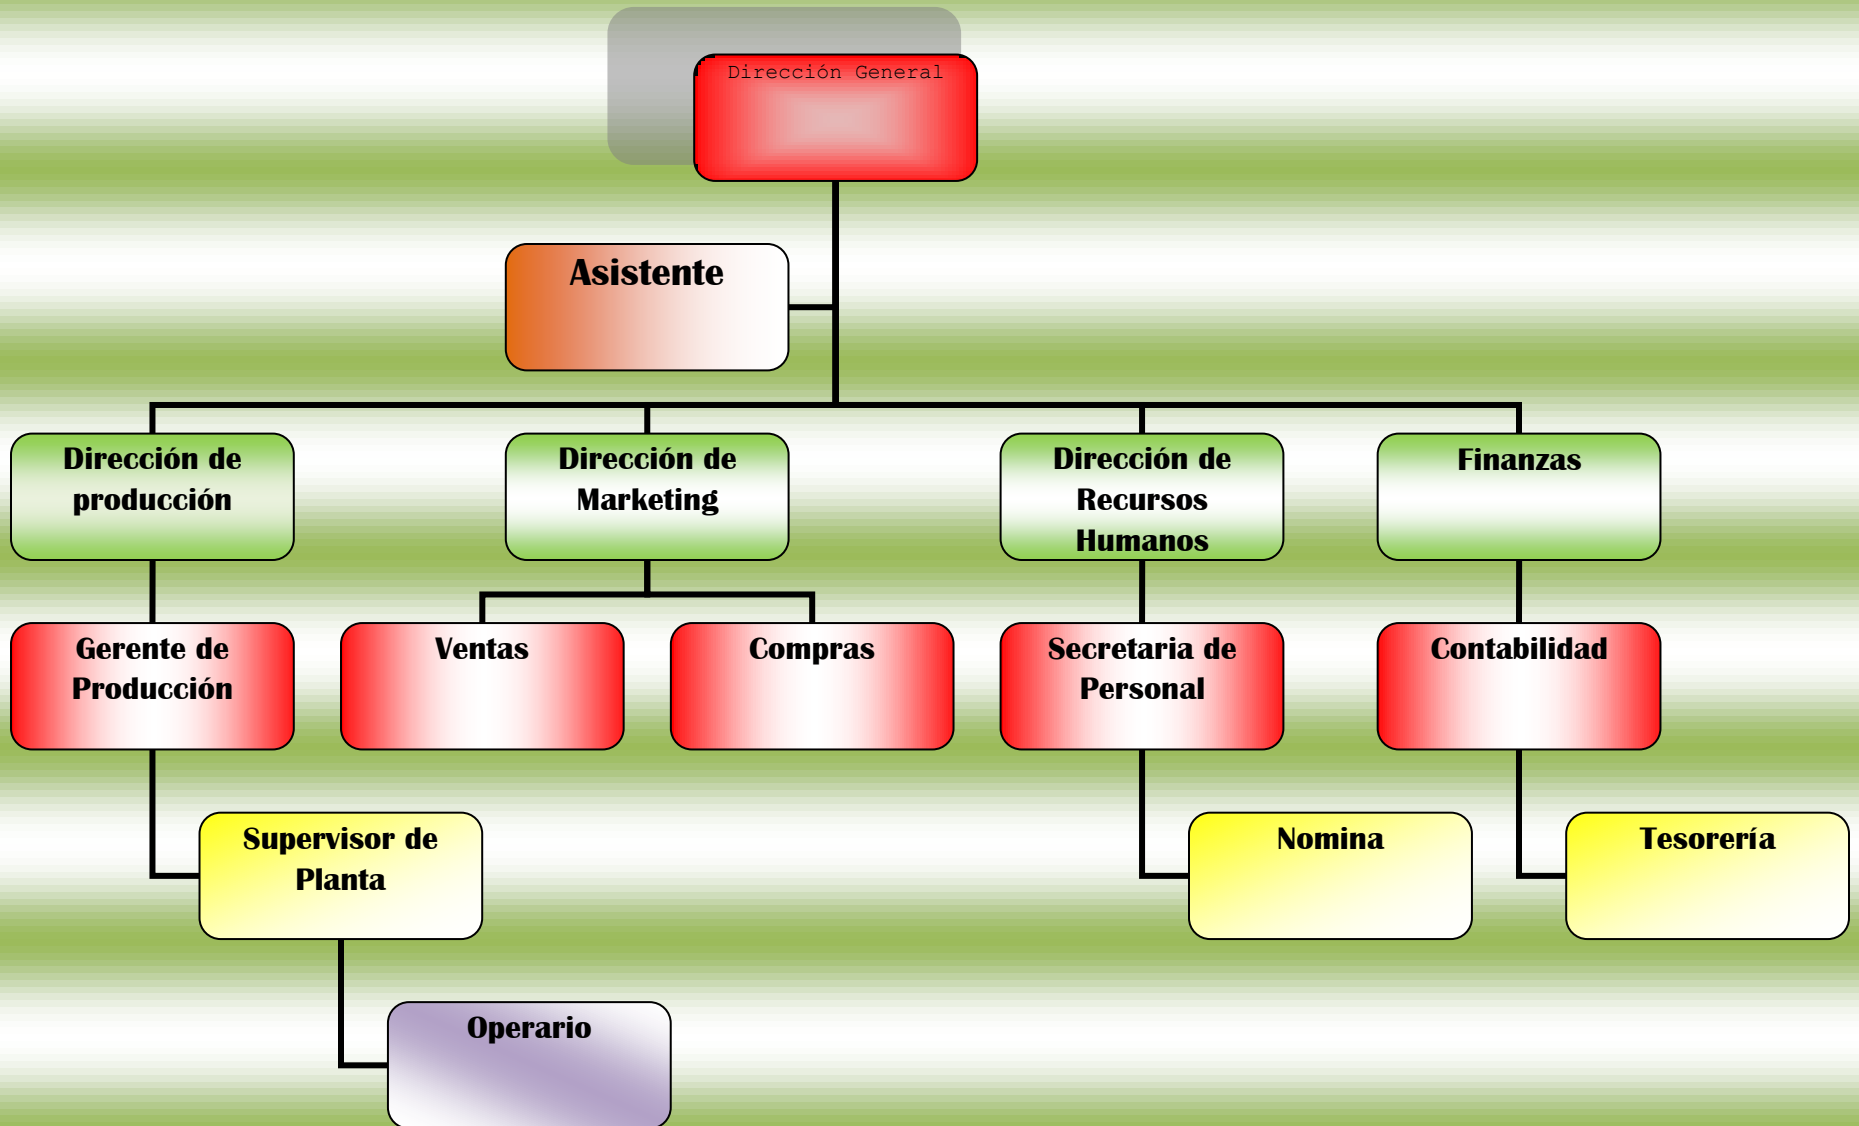 Dirección General
Asistente
Dirección de
producción
Dirección de
Marketing
Dirección de
Recursos
Humanos
Finanzas
Gerente de
Producción
Ventas
Compras
Secretaria de
Personal
Contabilidad
Supervisor de
Planta
Nomina
Tesorería
Operario